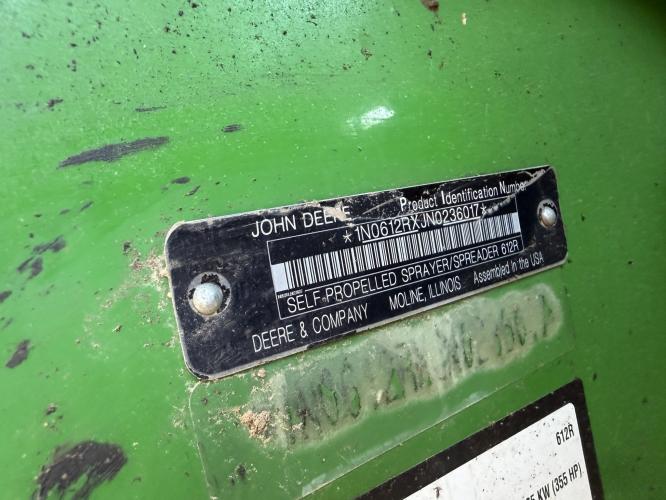 JOHN DEERE
Product Identification Number
*1N0612RXJN0236017*
SELF-PROPELLED SPRAYER/SPREADER 612R
DEERE & COMPANY MOLINE, ILLINOIS Assembled in the USA
612R
KW (355 HP)